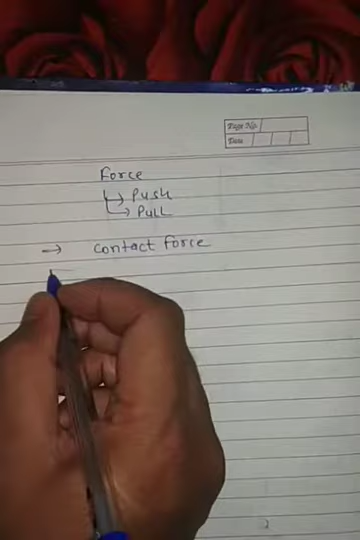 Page No.
Date
Force
→ Push
→ Pull
→ Contact force